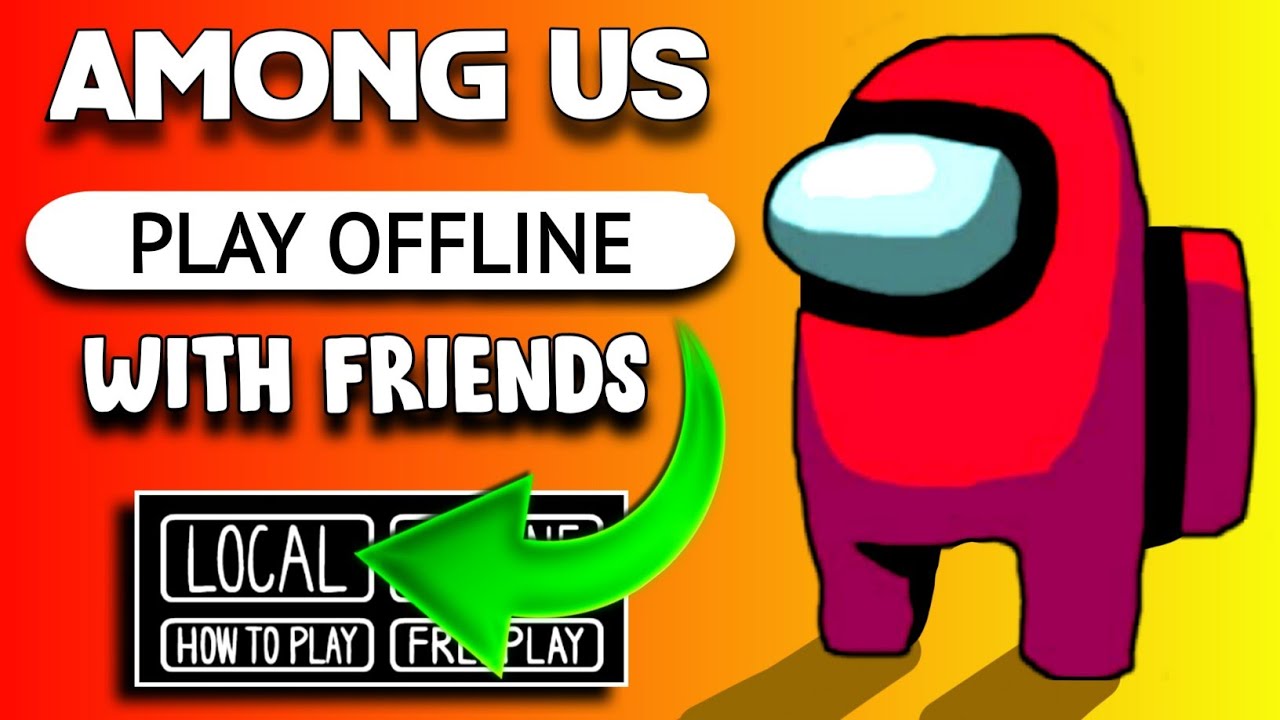 AMONG US
PLAY OFFLINE
WITH FRIENDS
LOCAL
HOW TO PLAY